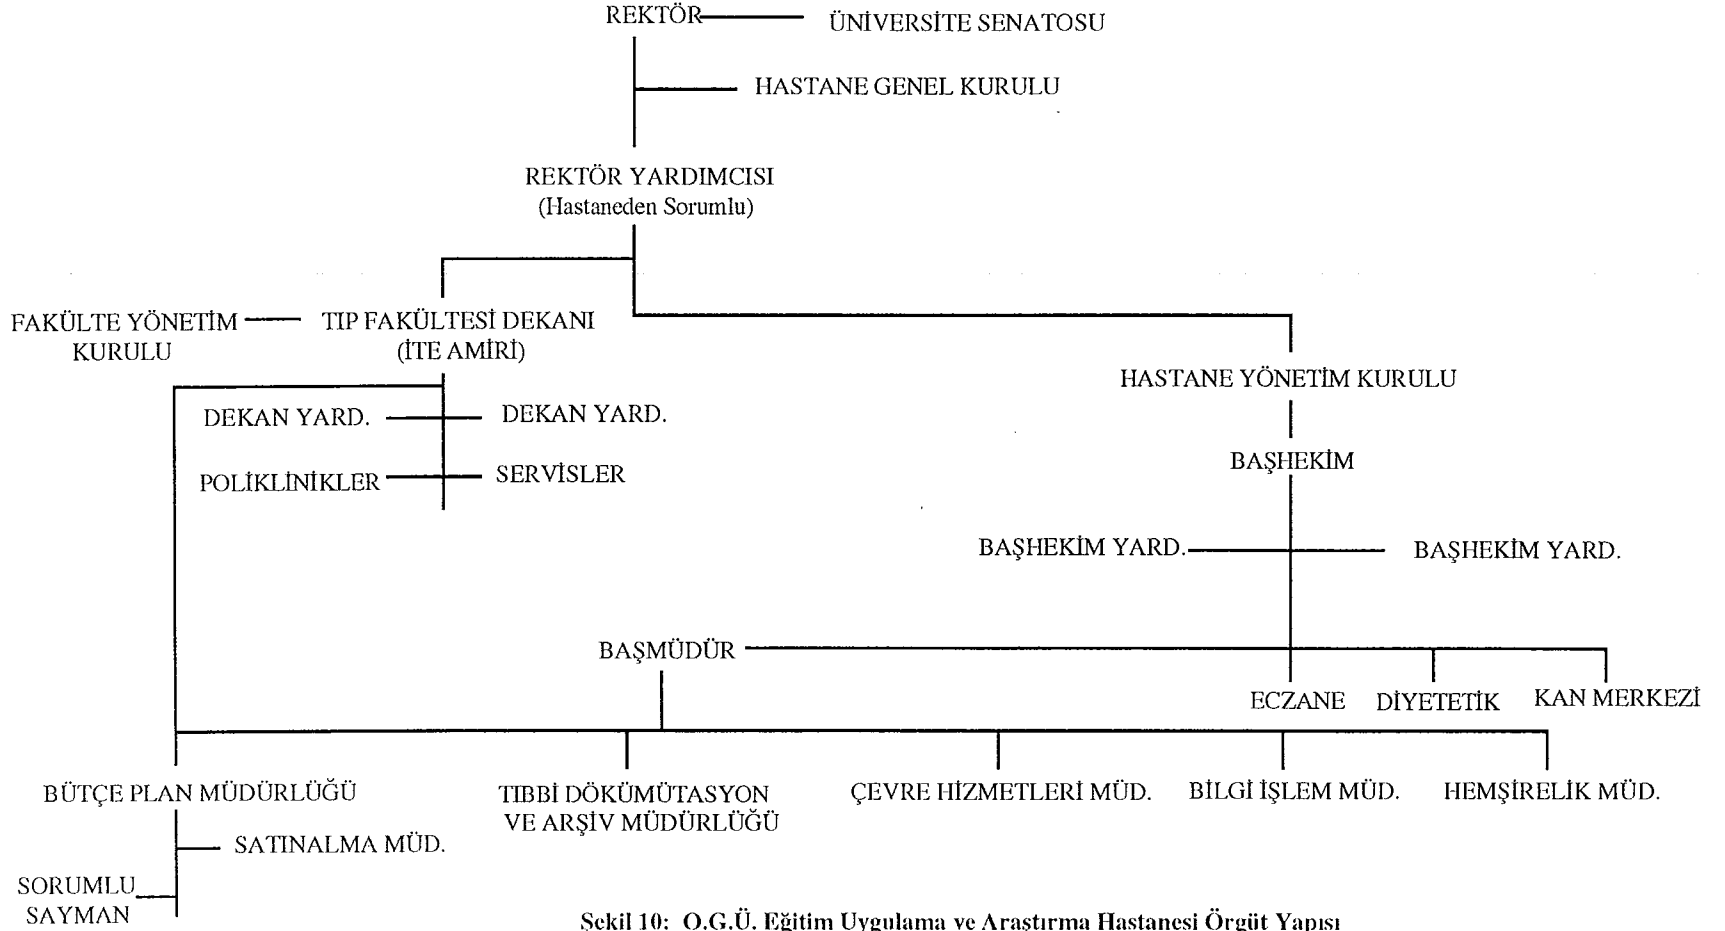 REKTÖR
ÜNİVERSİTE SENATOSU
HASTANE GENEL KURULU
REKTÖR YARDIMCISI
(Hastaneden Sorumlu)
FAKÜLTE YÖNETİM
KURULU
TIP FAKÜLTESİ DEKANI
(İTE AMİRİ)
HASTANE YÖNETİM KURULU
DEKAN YARD.
DEKAN YARD.
BAŞHEKİM
POLİKLİNİKLER
SERVİSLER
BAŞHEKİM YARD.
BAŞHEKİM YARD.
BAŞMÜDÜR
ECZANE
DİYETETİK
KAN MERKEZİ
BÜTÇE PLAN MÜDÜRLÜĞÜ
TIBBİ DÖKÜMÜTASYON
VE ARŞİV MÜDÜRLÜĞÜ
ÇEVRE HİZMETLERİ MÜD.
BİLGİ İŞLEM MÜD.
HEMŞİRELİK MÜD.
SATINALMA MÜD.
SORUMLU
SAYMAN
Şekil 10: O.G.Ü. Eğitim Uygulama ve Araştırma Hastanesi Örgüt Yapısı